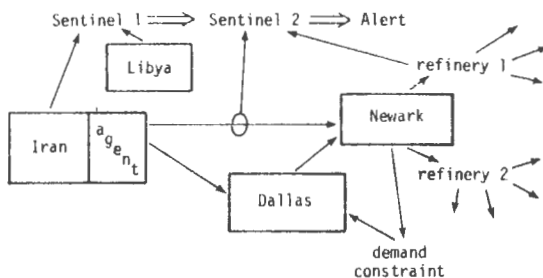 Sentinel 1
Sentinel 2
Alert
Libya
refinery 1
Iran
agent
Newark
Dallas
refinery 2
demand
constraint